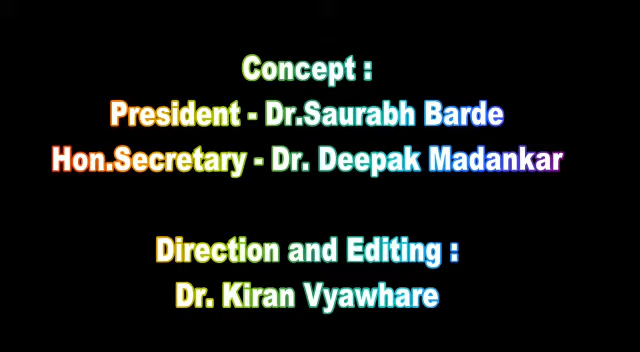 Concept :
President - Dr.Saurabh Barde
Hon.Secretary - Dr. Deepak Madankar
Direction and Editing :
Dr. Kiran Vyawhare